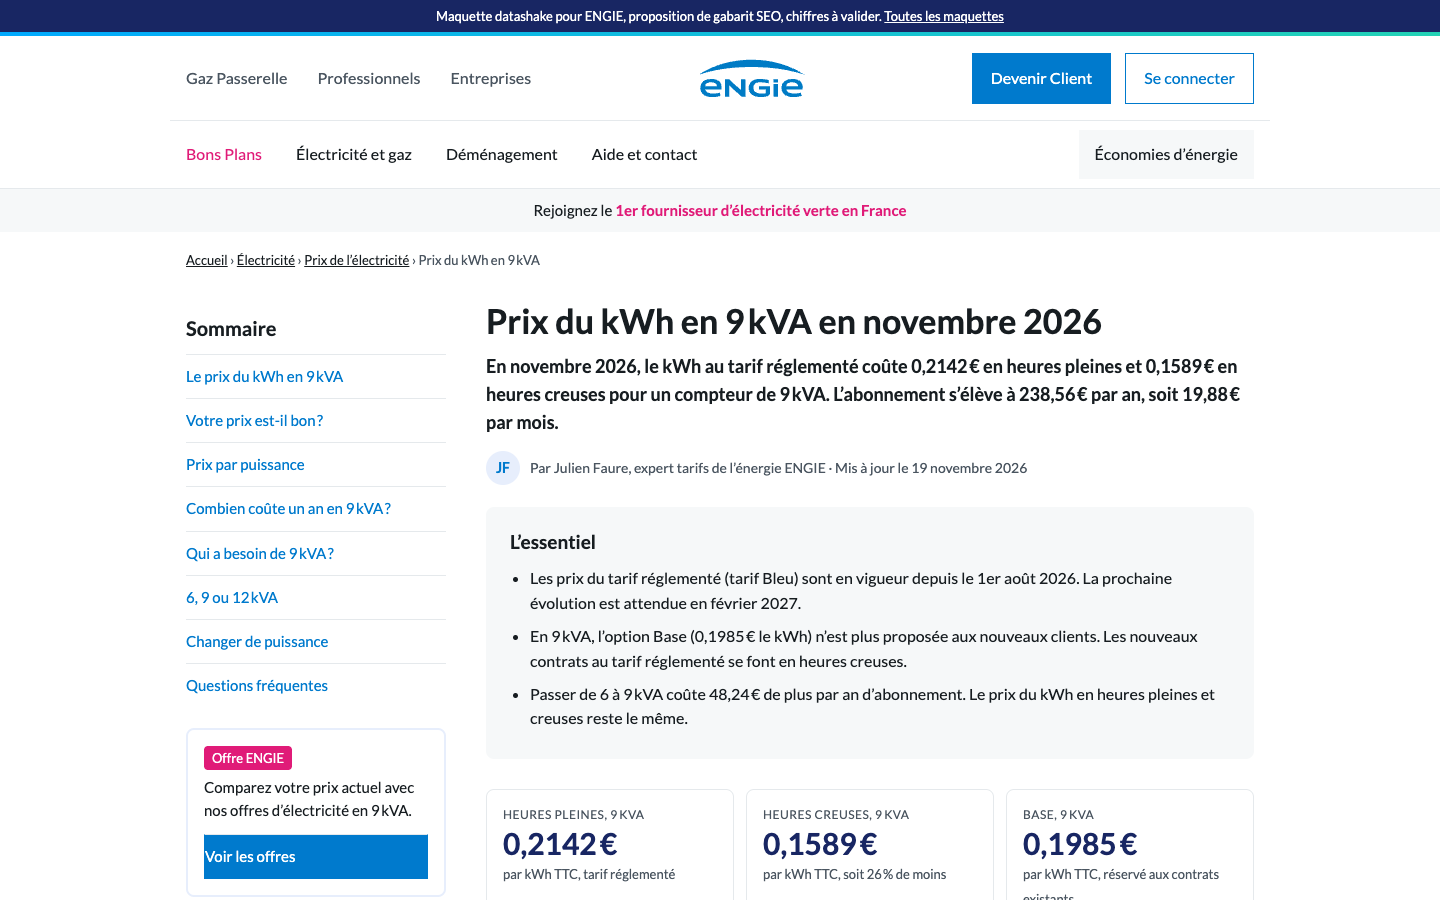 Maquette datashake pour ENGIE, proposition de gabarit SEO, chiffres à valider. Toutes les maquettes
Gaz Passerelle
Professionnels
Entreprises
ENGIE
Devenir Client
Se connecter
Bons Plans
Électricité et gaz
Déménagement
Aide et contact
Économies d’énergie
Rejoignez le 1er fournisseur d’électricité verte en France
Accueil › Électricité › Prix de l’électricité › Prix du kWh en 9 kVA
Sommaire
Le prix du kWh en 9 kVA
Votre prix est-il bon ?
Prix par puissance
Combien coûte un an en 9 kVA ?
Qui a besoin de 9 kVA ?
6, 9 ou 12 kVA
Changer de puissance
Questions fréquentes
Offre ENGIE
Comparez votre prix actuel avec
nos offres d’électricité en 9 kVA.
Voir les offres
Prix du kWh en 9 kVA en novembre 2026
En novembre 2026, le kWh au tarif réglementé coûte 0,2142 € en heures pleines et 0,1589 € en
heures creuses pour un compteur de 9 kVA. L’abonnement s’élève à 238,56 € par an, soit 19,88 €
par mois.
JF
Par Julien Faure, expert tarifs de l’énergie ENGIE · Mis à jour le 19 novembre 2026
L’essentiel
• Les prix du tarif réglementé (tarif Bleu) sont en vigueur depuis le 1er août 2026. La prochaine
évolution est attendue en février 2027.
• En 9 kVA, l’option Base (0,1985 € le kWh) n’est plus proposée aux nouveaux clients. Les nouveaux
contrats au tarif réglementé se font en heures creuses.
• Passer de 6 à 9 kVA coûte 48,24 € de plus par an d’abonnement. Le prix du kWh en heures pleines et
creuses reste le même.
HEURES PLEINES, 9 KVA
0,2142 €
par kWh TTC, tarif réglementé
HEURES CREUSES, 9 KVA
0,1589 €
par kWh TTC, soit 26 % de moins
BASE, 9 KVA
0,1985 €
par kWh TTC, réservé aux contrats
existants